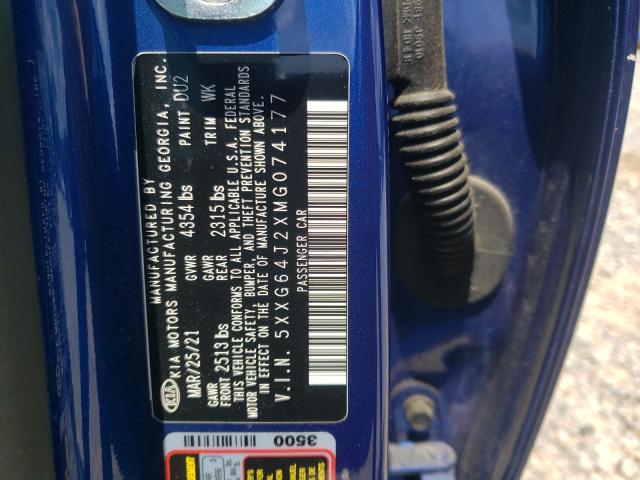 MANUFACTURED BY
KIA KIA MOTORS MANUFACTURING GEORGIA, INC.
MAR/25/21 GVWR 4354 lbs PAINT DU2
GAWR FRONT 2513 lbs GAWR REAR 2315 lbs TRIM WK
THIS VEHICLE CONFORMS TO ALL APPLICABLE U.S.A. FEDERAL
MOTOR VEHICLE SAFETY, BUMPER, AND THEFT PREVENTION STANDARDS
IN EFFECT ON THE DATE OF MANUFACTURE SHOWN ABOVE.
V.I.N. 5XXG64J2XMG074177
PASSENGER CAR
3500